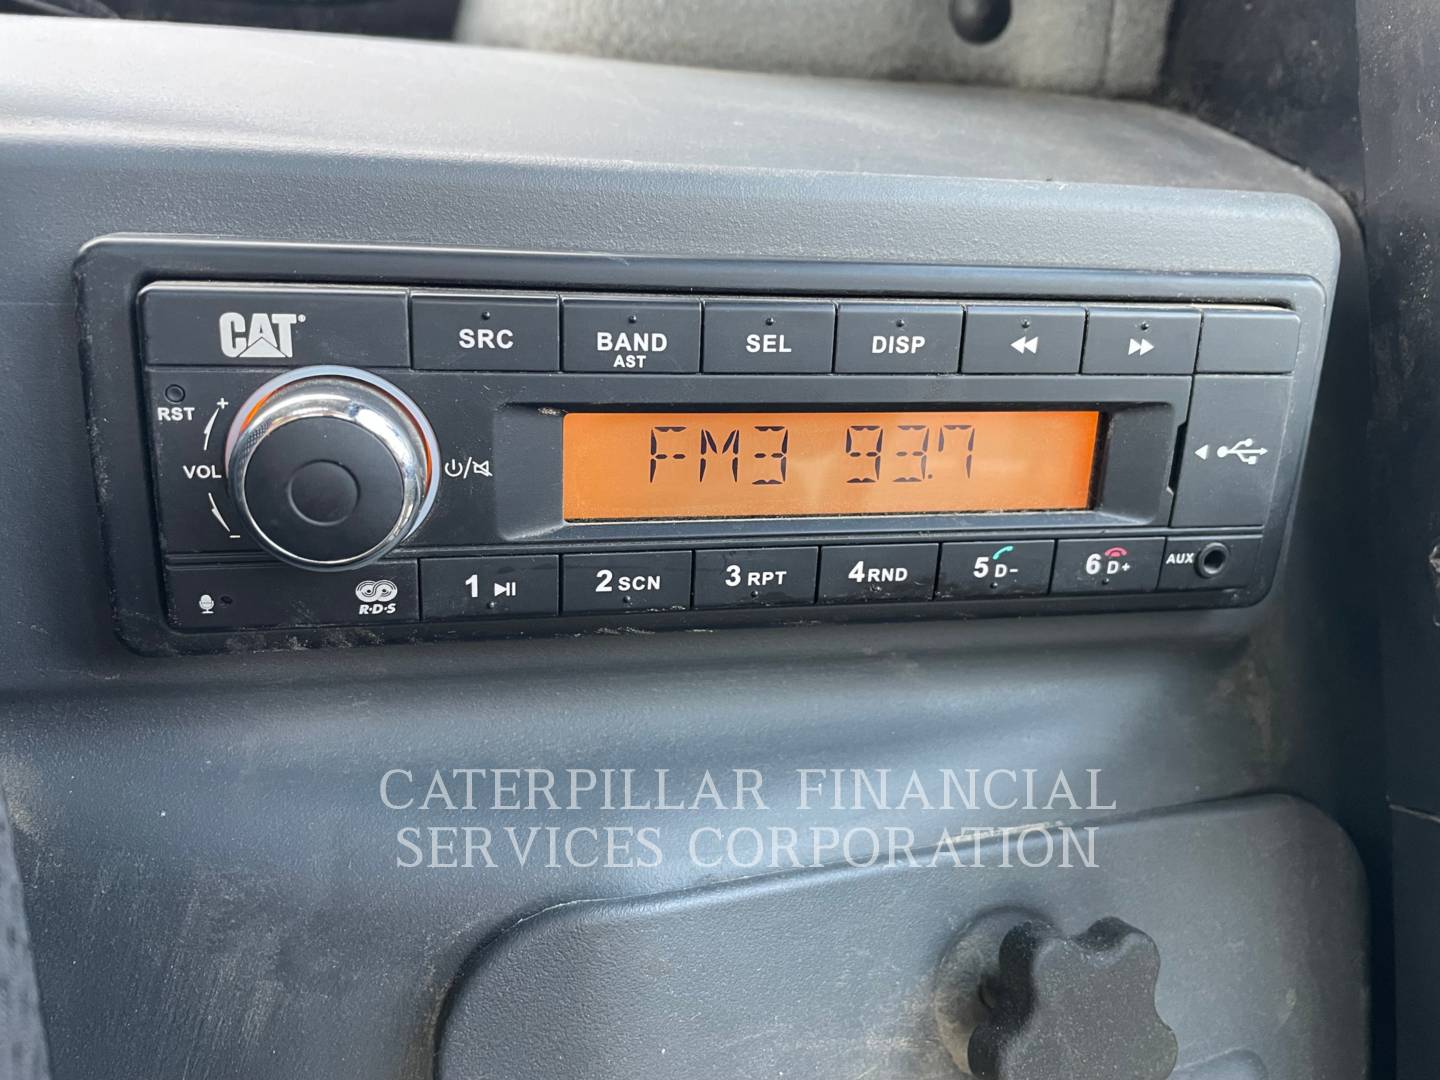 CAT®
SRC
BAND
AST
SEL
DISP
RST
+
VOL
-
FM3 93.7
R·D·S
1
2 SCN
3 RPT
4 RND
5 D-
6 D+
AUX
CATERPILLAR FINANCIAL
SERVICES CORPORATION